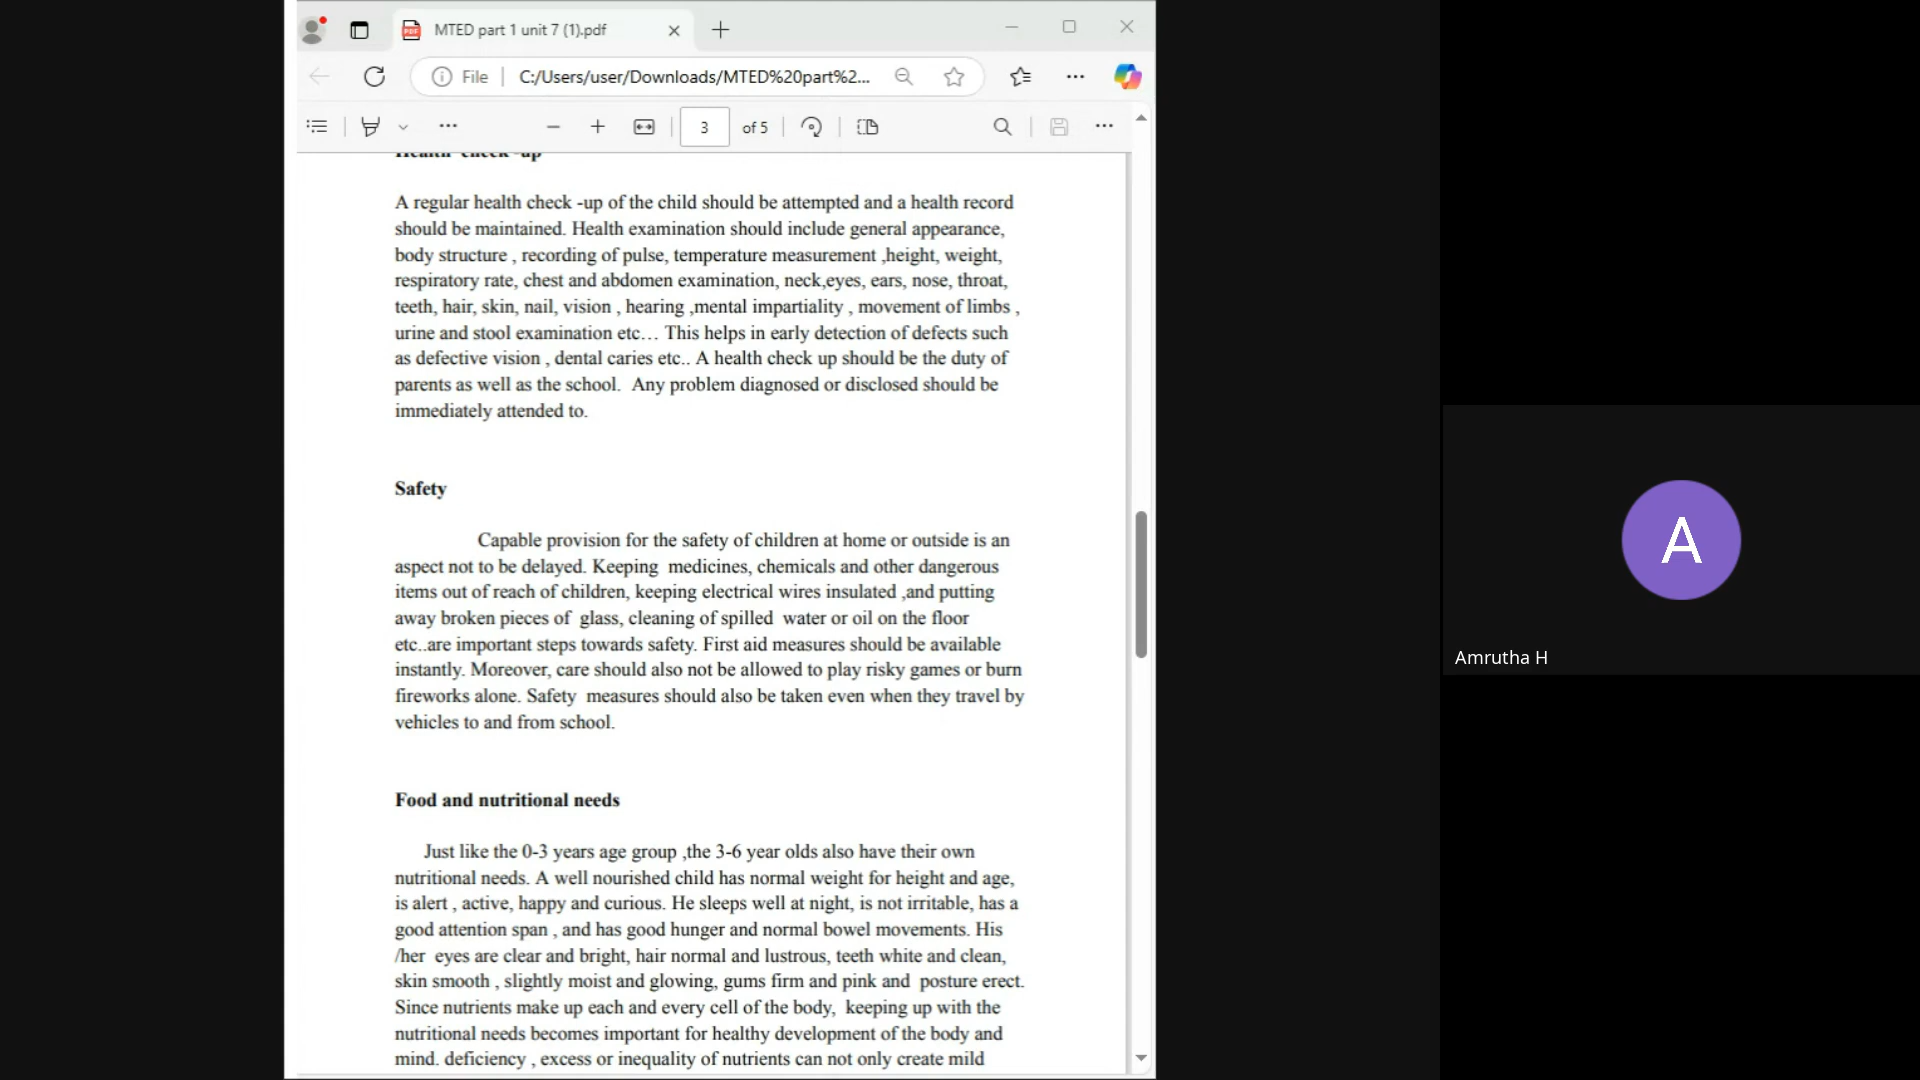 MTED part 1 unit 7 (1).pdf
File
C:/Users/user/Downloads/MTED%20part%2...
3
of 5
Health check -up
A regular health check -up of the child should be attempted and a health record
should be maintained. Health examination should include general appearance,
body structure , recording of pulse, temperature measurement ,height, weight,
respiratory rate, chest and abdomen examination, neck,eyes, ears, nose, throat,
teeth, hair, skin, nail, vision , hearing ,mental impartiality , movement of limbs ,
urine and stool examination etc… This helps in early detection of defects such
as defective vision , dental caries etc.. A health check up should be the duty of
parents as well as the school.  Any problem diagnosed or disclosed should be
immediately attended to.
Safety
Capable provision for the safety of children at home or outside is an
aspect not to be delayed. Keeping  medicines, chemicals and other dangerous
items out of reach of children, keeping electrical wires insulated ,and putting
away broken pieces of  glass, cleaning of spilled  water or oil on the floor
etc..are important steps towards safety. First aid measures should be available
instantly. Moreover, care should also not be allowed to play risky games or burn
fireworks alone. Safety  measures should also be taken even when they travel by
vehicles to and from school.
Food and nutritional needs
Just like the 0-3 years age group ,the 3-6 year olds also have their own
nutritional needs. A well nourished child has normal weight for height and age,
is alert , active, happy and curious. He sleeps well at night, is not irritable, has a
good attention span , and has good hunger and normal bowel movements. His
/her  eyes are clear and bright, hair normal and lustrous, teeth white and clean,
skin smooth , slightly moist and glowing, gums firm and pink and  posture erect.
Since nutrients make up each and every cell of the body,  keeping up with the
nutritional needs becomes important for healthy development of the body and
mind. deficiency , excess or inequality of nutrients can not only create mild
A
Amrutha H